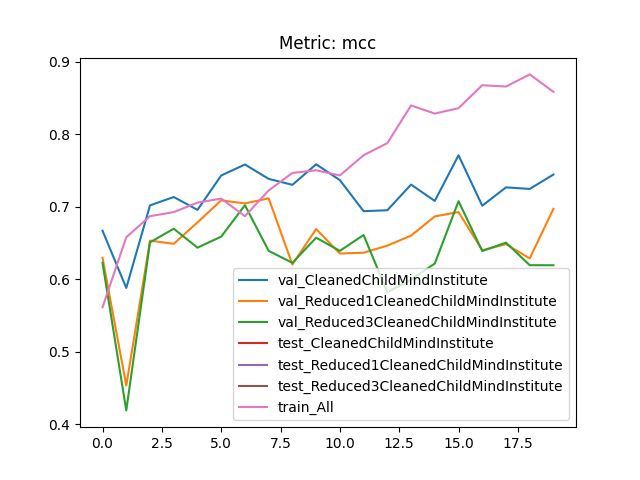 Metric: mcc
0.9
0.8
0.7
0.6
0.5
0.4
val_CleanedChildMindInstitute
val_Reduced1CleanedChildMindInstitute
val_Reduced3CleanedChildMindInstitute
test_CleanedChildMindInstitute
test_Reduced1CleanedChildMindInstitute
test_Reduced3CleanedChildMindInstitute
train_All
0.0 2.5 5.0 7.5 10.0 12.5 15.0 17.5